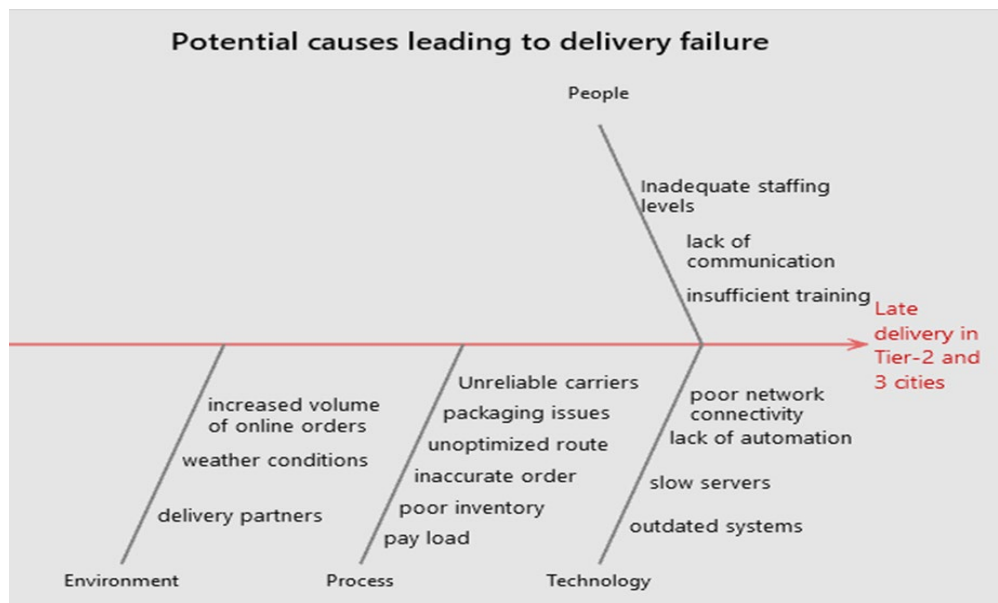 Potential causes leading to delivery failure
People
Inadequate staffing
levels
lack of
communication
insufficient training
Late
delivery in
Tier-2 and
3 cities
increased volume
of online orders
weather conditions
delivery partners
Environment
Unreliable carriers
packaging issues
unoptimized route
inaccurate order
poor inventory
pay load
Process
poor network
connectivity
lack of automation
slow servers
outdated systems
Technology